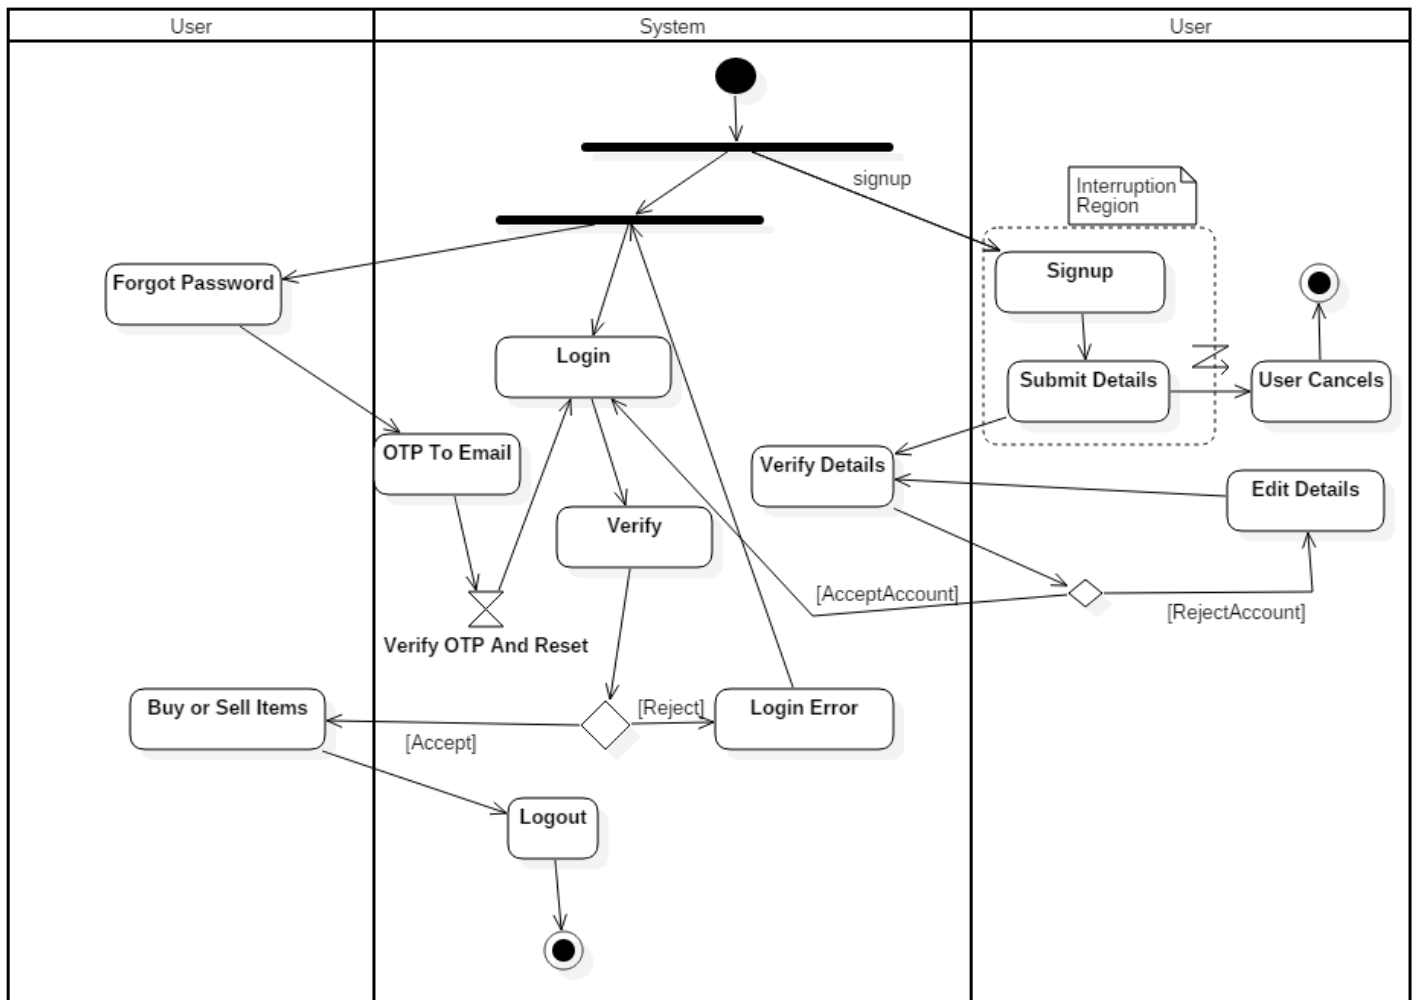 User
System
User
signup
Interruption
Region
Forgot Password
Signup
Login
Submit Details
User Cancels
OTP To Email
Verify Details
Edit Details
Verify
[AcceptAccount]
[RejectAccount]
Verify OTP And Reset
Buy or Sell Items
[Reject]
Login Error
[Accept]
Logout